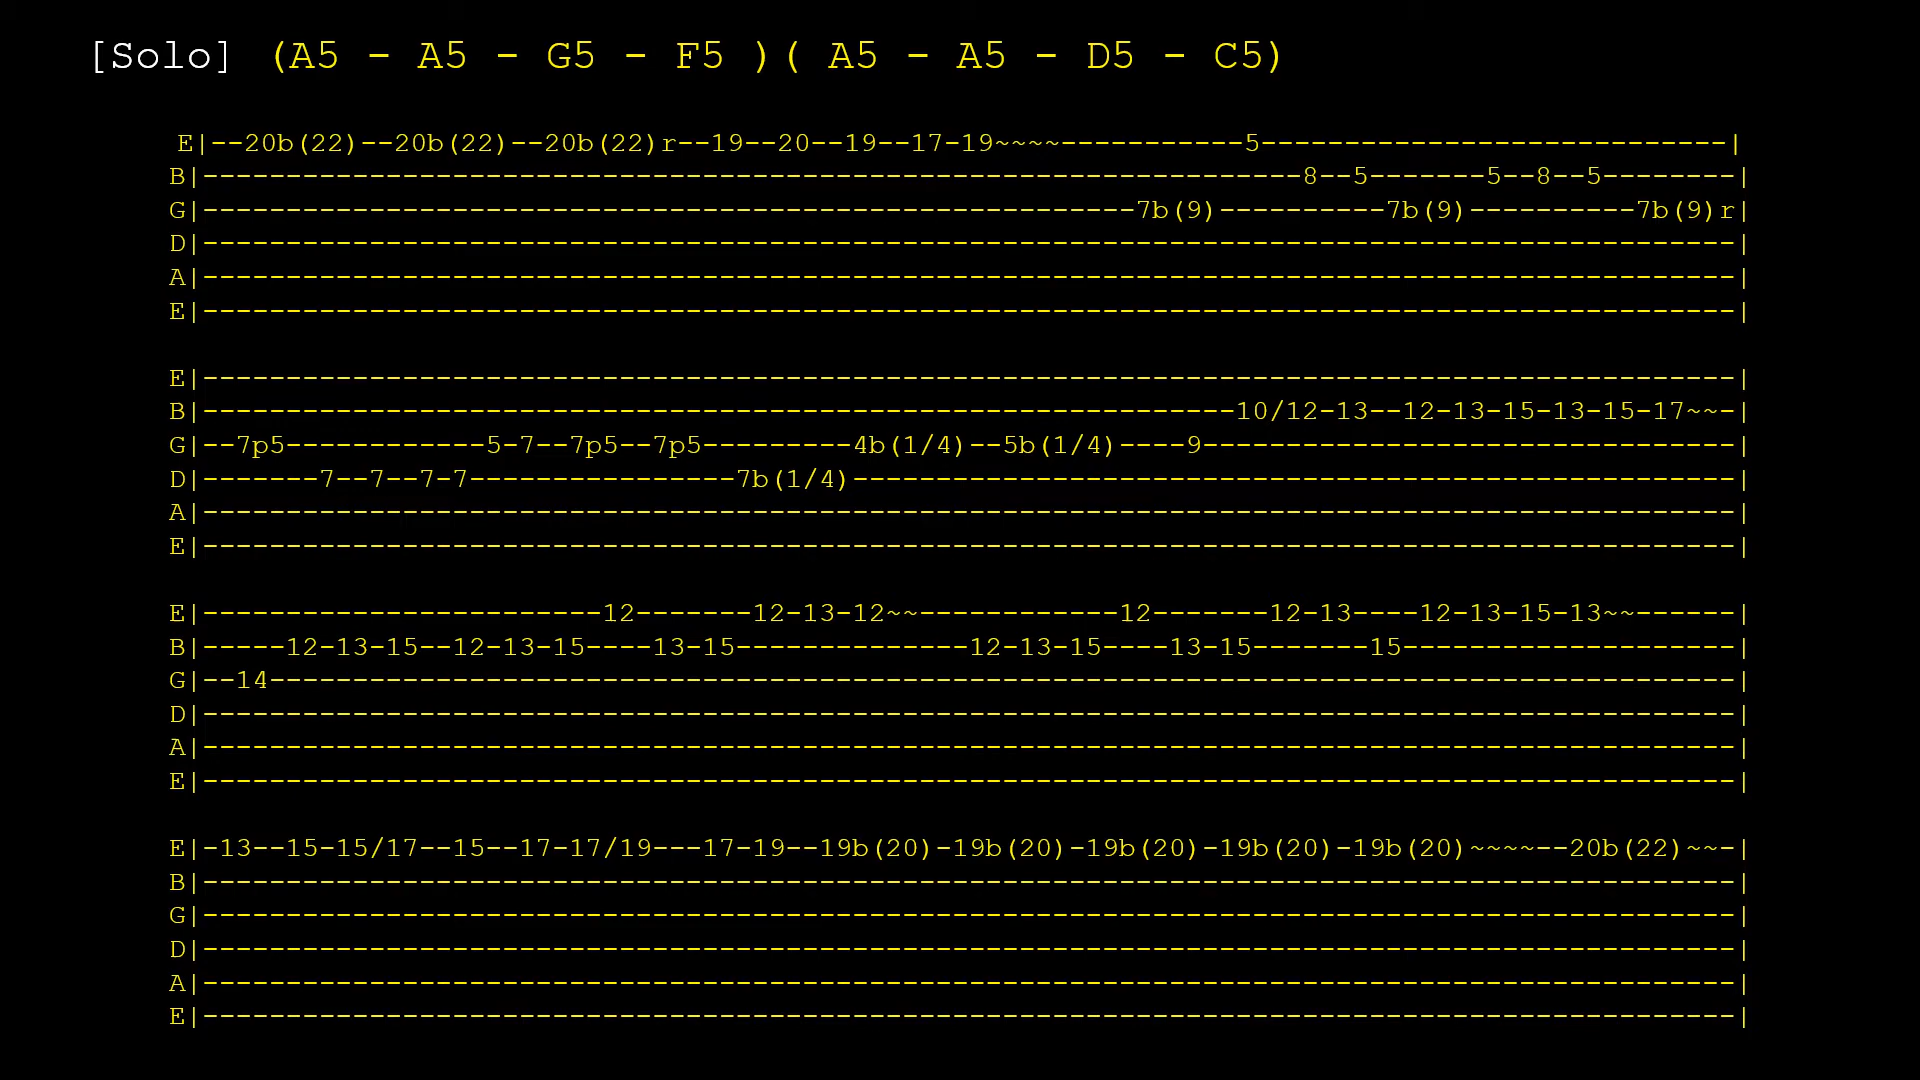 [Solo] (A5 - A5 - G5 - F5 )( A5 - A5 - D5 - C5)
E|--20b(22)--20b(22)--20b(22)r--19--20--19--17-19~~~~-----------5----------------------------|
B|------------------------------------------------------------------8--5-------5--8--5--------|
G|--------------------------------------------------------7b(9)----------7b(9)----------7b(9)r|
D|--------------------------------------------------------------------------------------------|
A|--------------------------------------------------------------------------------------------|
E|--------------------------------------------------------------------------------------------|
E|--------------------------------------------------------------------------------------------|
B|--------------------------------------------------------------10/12-13--12-13-15-13-15-17~~-|
G|--7p5------------5-7--7p5--7p5---------4b(1/4)--5b(1/4)----9--------------------------------|
D|-------7--7--7-7----------------7b(1/4)-----------------------------------------------------|
A|--------------------------------------------------------------------------------------------|
E|--------------------------------------------------------------------------------------------|
E|------------------------12-------12-13-12~~------------12-------12-13----12-13-15-13~~------|
B|-----12-13-15--12-13-15----13-15--------------12-13-15----13-15-------15--------------------|
G|--14----------------------------------------------------------------------------------------|
D|--------------------------------------------------------------------------------------------|
A|--------------------------------------------------------------------------------------------|
E|--------------------------------------------------------------------------------------------|
E|-13--15-15/17--15--17-17/19---17-19--19b(20)-19b(20)-19b(20)-19b(20)-19b(20)~~~~--20b(22)~~-|
B|--------------------------------------------------------------------------------------------|
G|--------------------------------------------------------------------------------------------|
D|--------------------------------------------------------------------------------------------|
A|--------------------------------------------------------------------------------------------|
E|--------------------------------------------------------------------------------------------|